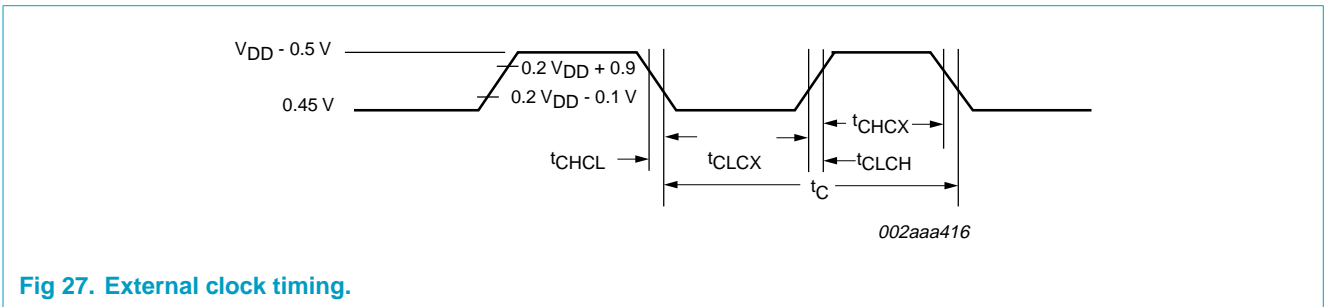 VDD - 0.5 V
0.2 VDD + 0.9
0.2 VDD - 0.1 V
0.45 V
tCHCX
tCHCL
tCLCX
tCLCH
tC
002aaa416
Fig 27. External clock timing.